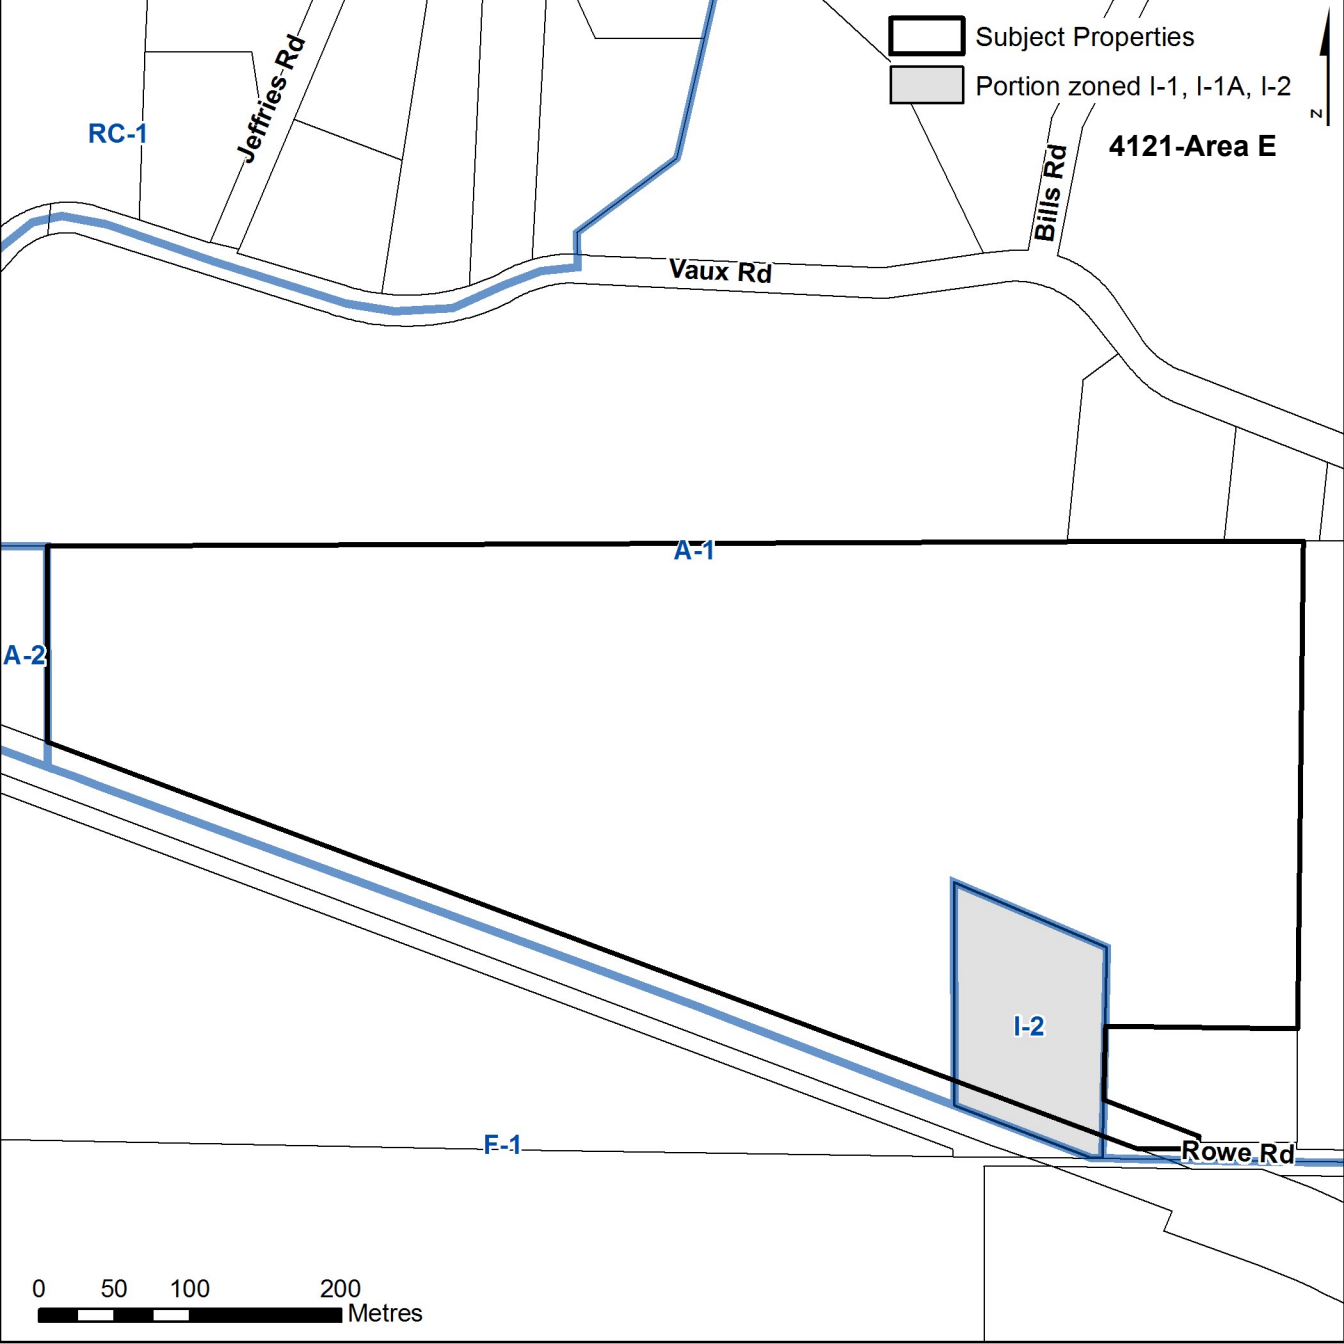 Subject Properties
Portion zoned I-1, I-1A, I-2
N
4121-Area E
RC-1
Jeffries Rd
Bills Rd
Vaux Rd
A-1
A-2
I-2
F-1
Rowe Rd
0 50 100 200
Metres